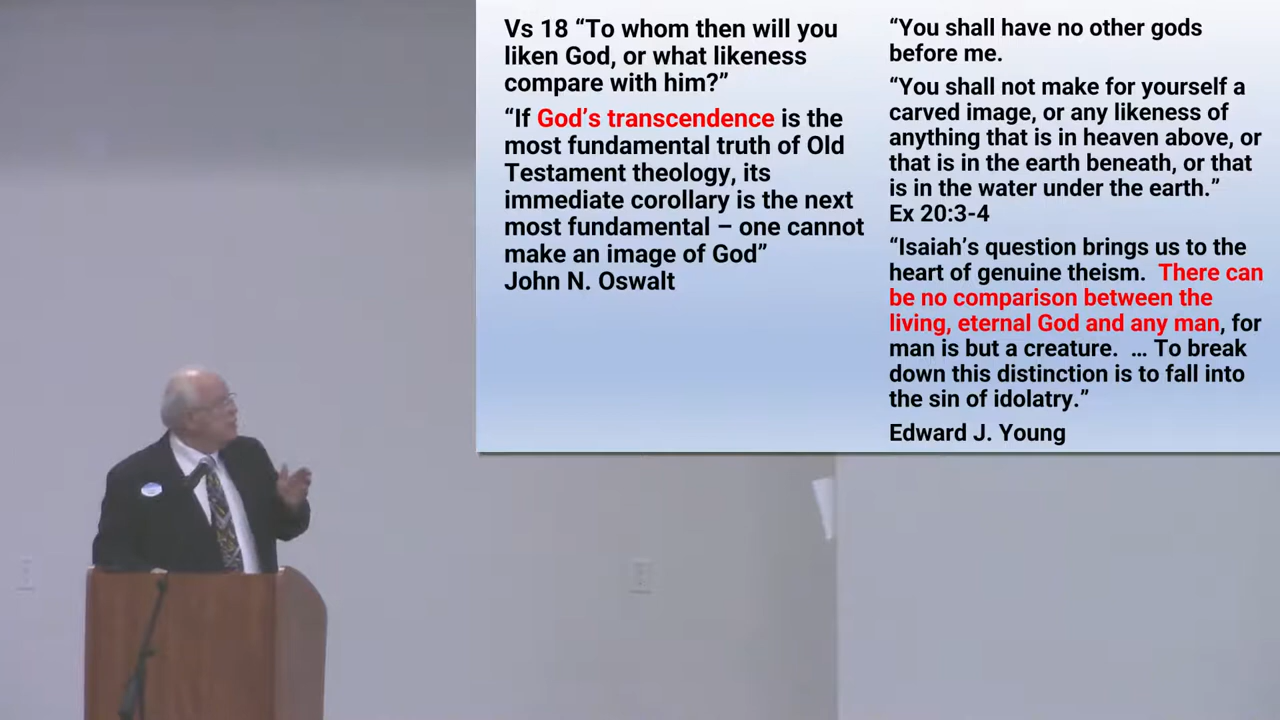 Vs 18 “To whom then will you
liken God, or what likeness
compare with him?”
“If God’s transcendence is the
most fundamental truth of Old
Testament theology, its
immediate corollary is the next
most fundamental – one cannot
make an image of God”
John N. Oswalt
“You shall have no other gods
before me.
“You shall not make for yourself a
carved image, or any likeness of
anything that is in heaven above, or
that is in the earth beneath, or that
is in the water under the earth.”
Ex 20:3-4
“Isaiah’s question brings us to the
heart of genuine theism.  There can
be no comparison between the
living, eternal God and any man, for
man is but a creature.  … To break
down this distinction is to fall into
the sin of idolatry.”
Edward J. Young